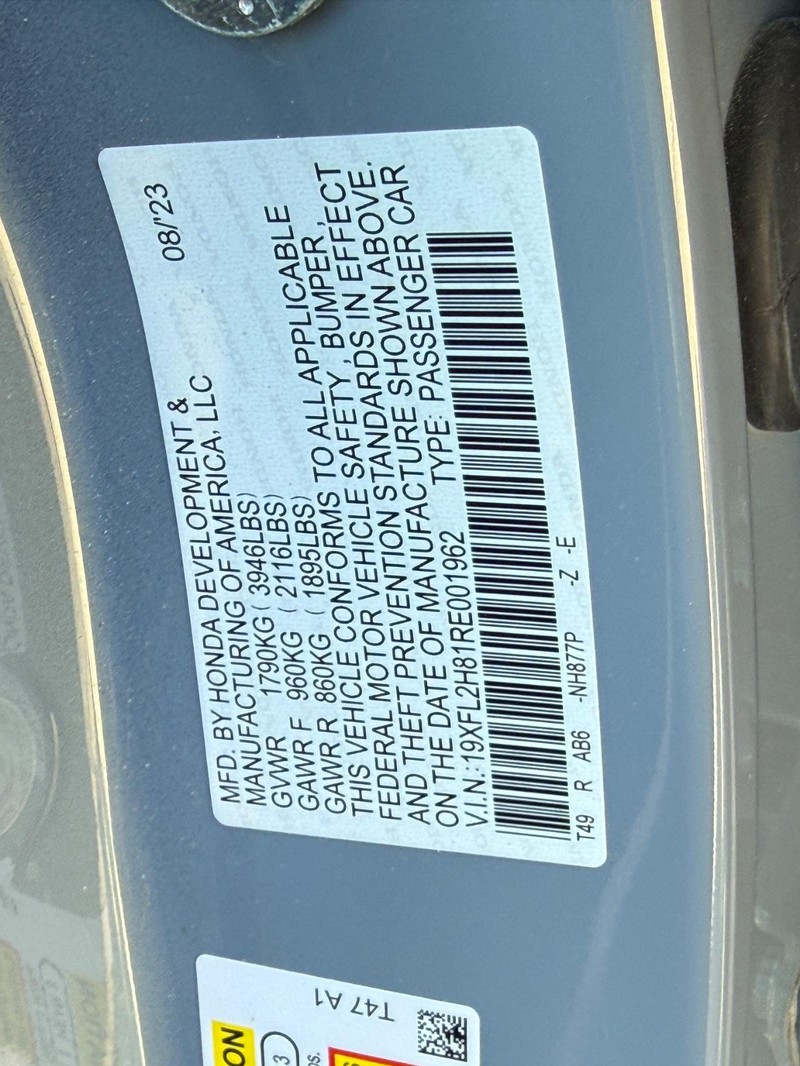 08/'23
MFD. BY HONDA DEVELOPMENT &
MANUFACTURING OF AMERICA, LLC
GVWR 1790KG ( 3946LBS)
GAWR F 960KG ( 2116LBS)
GAWR R 860KG ( 1895LBS)
THIS VEHICLE CONFORMS TO ALL APPLICABLE
FEDERAL MOTOR VEHICLE SAFETY , BUMPER ,
AND THEFT PREVENTION STANDARDS IN EFFECT
ON THE DATE OF MANUFACTURE SHOWN ABOVE.
V.I.N.:19XFL2H81RE001962 TYPE: PASSENGER CAR
T49 R AB6 -NH877P -Z -E
T47 A1
ON
3